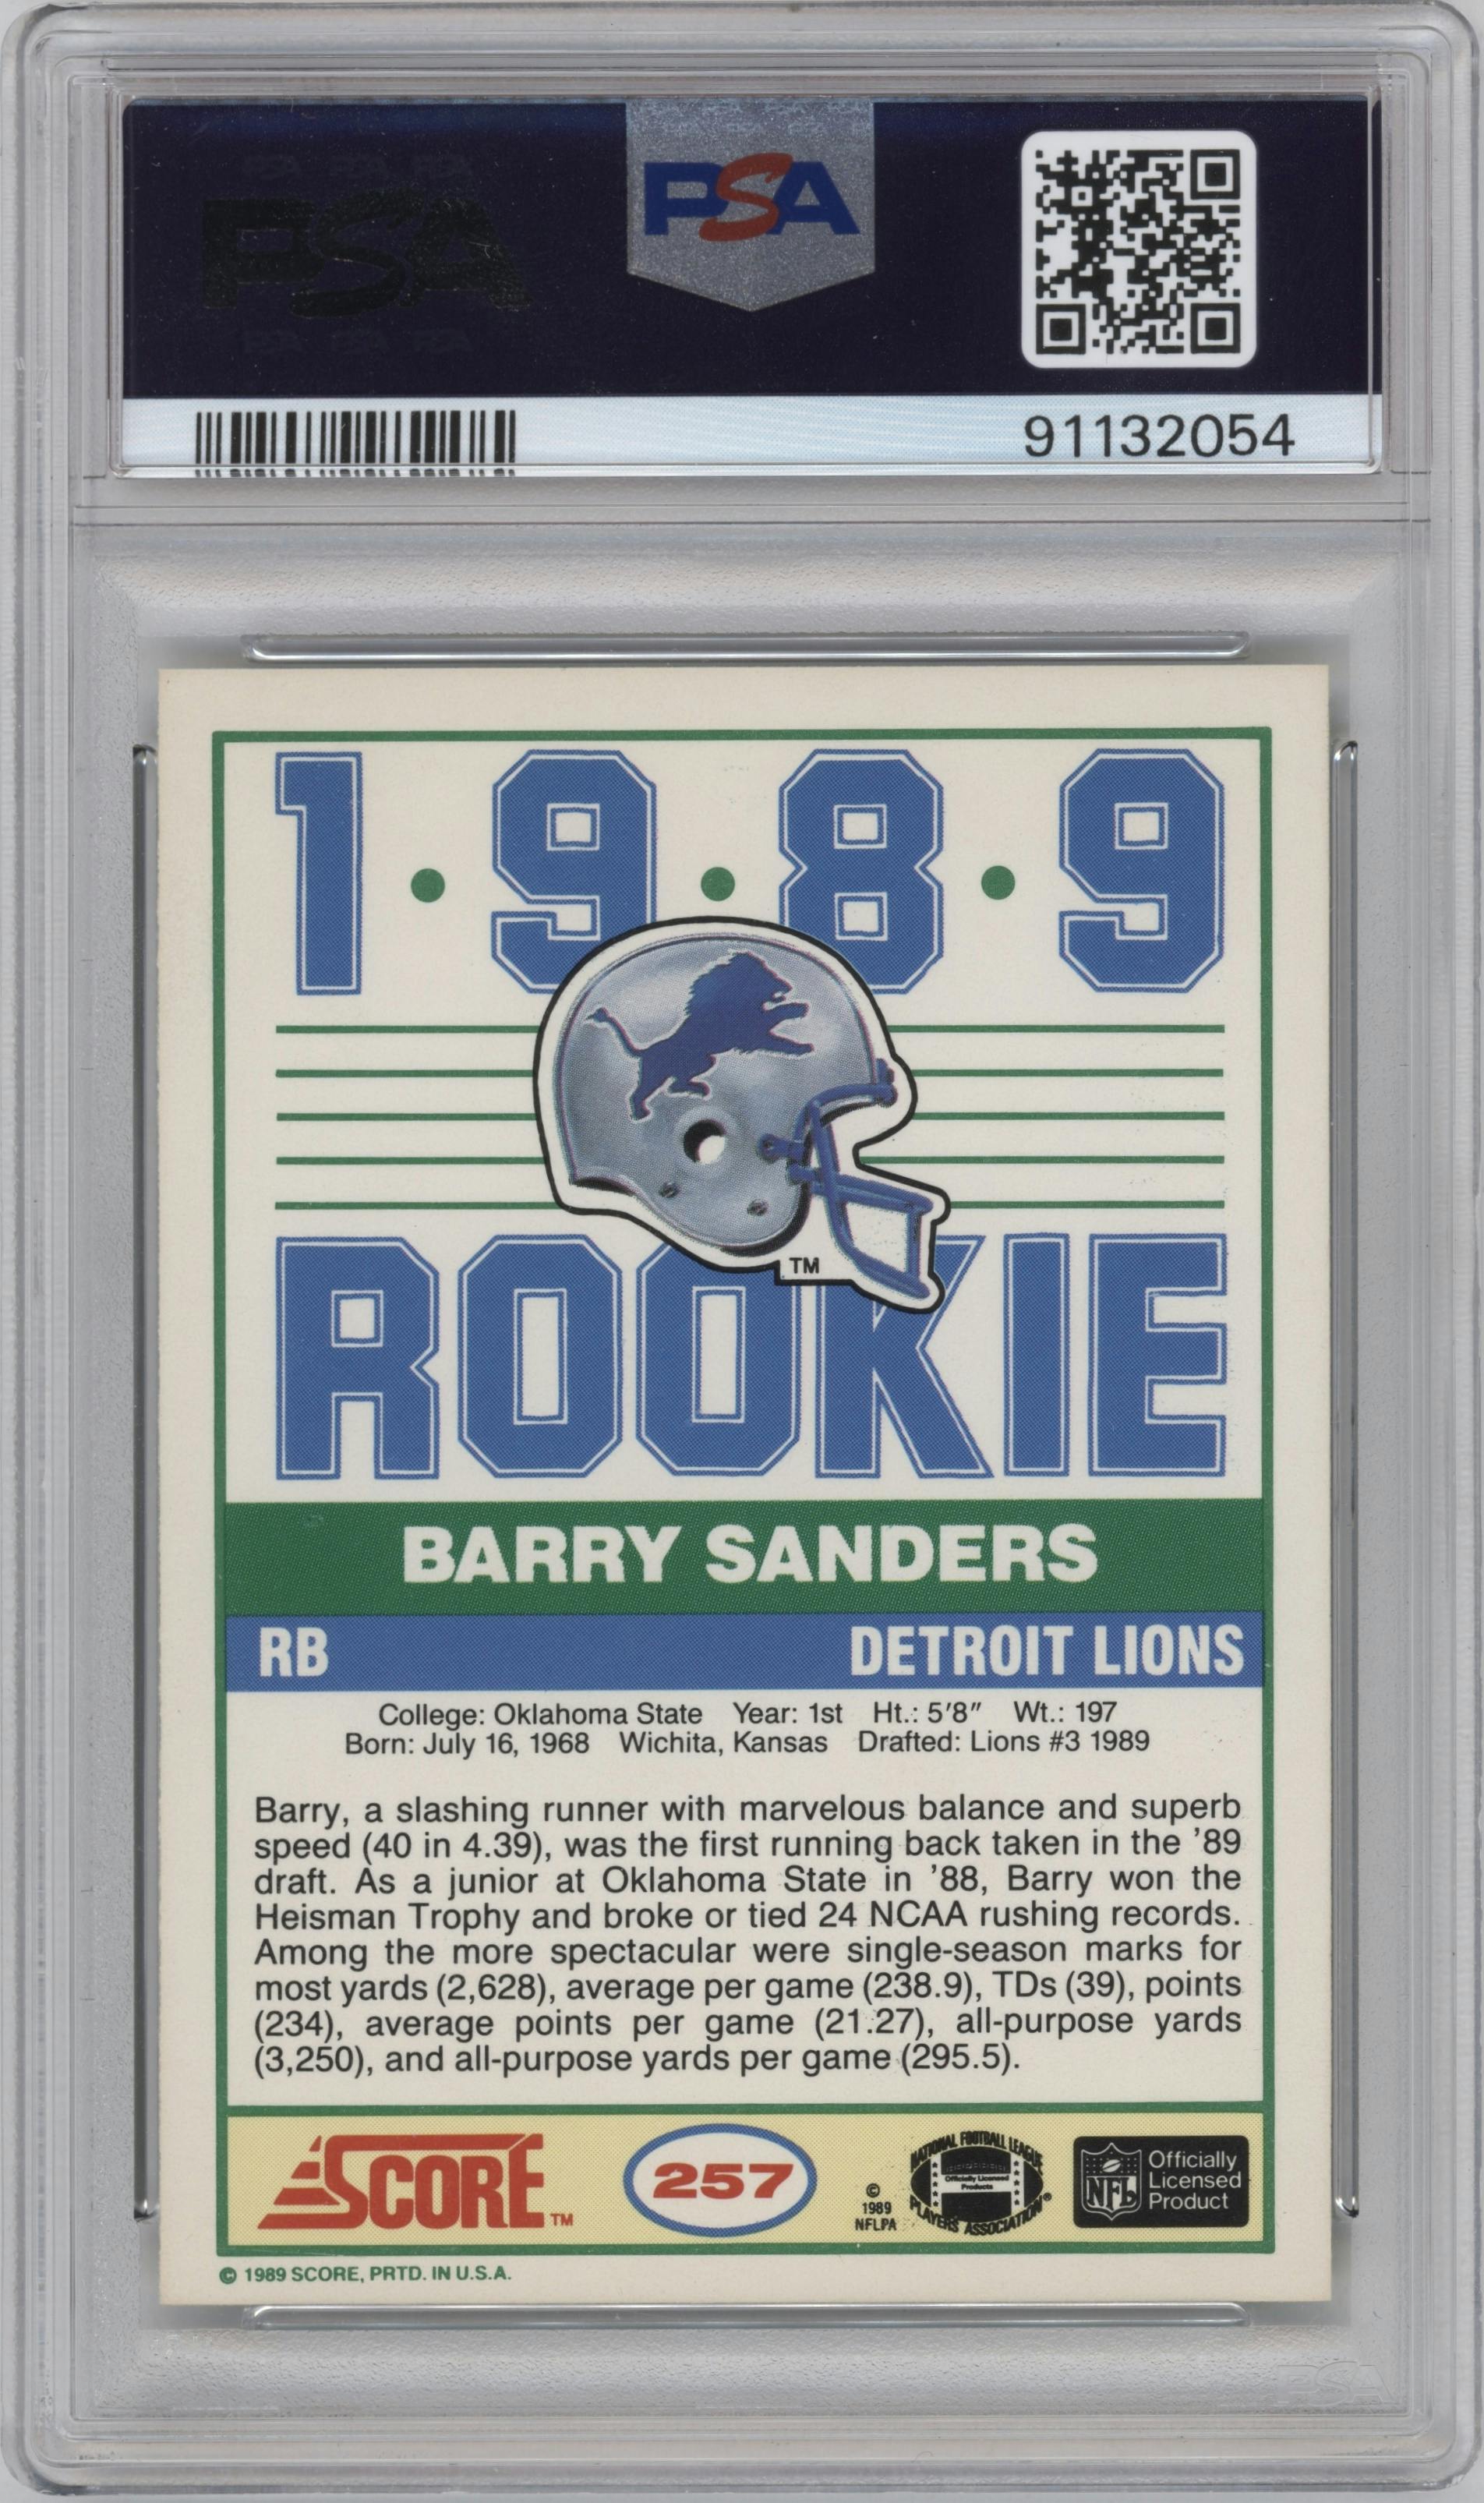 PSA
PSA
91132054
1•9•8•9
TM
ROOKIE
BARRY SANDERS
RB DETROIT LIONS
College: Oklahoma State Year: 1st Ht.: 5'8" Wt.: 197
Born: July 16, 1968 Wichita, Kansas Drafted: Lions #3 1989
Barry, a slashing runner with marvelous balance and superb
speed (40 in 4.39), was the first running back taken in the '89
draft. As a junior at Oklahoma State in '88, Barry won the
Heisman Trophy and broke or tied 24 NCAA rushing records.
Among the more spectacular were single-season marks for
most yards (2,628), average per game (238.9), TDs (39), points
(234), average points per game (21.27), all-purpose yards
(3,250), and all-purpose yards per game (295.5).
SCORE TM
257
©
1989
NFLPA
NATIONAL FOOTBALL LEAGUE
Officially Licensed
Products
PLAYERS ASSOCIATION ®
NFL
Officially
Licensed
Product
© 1989 SCORE, PRTD. IN U.S.A.
PSA